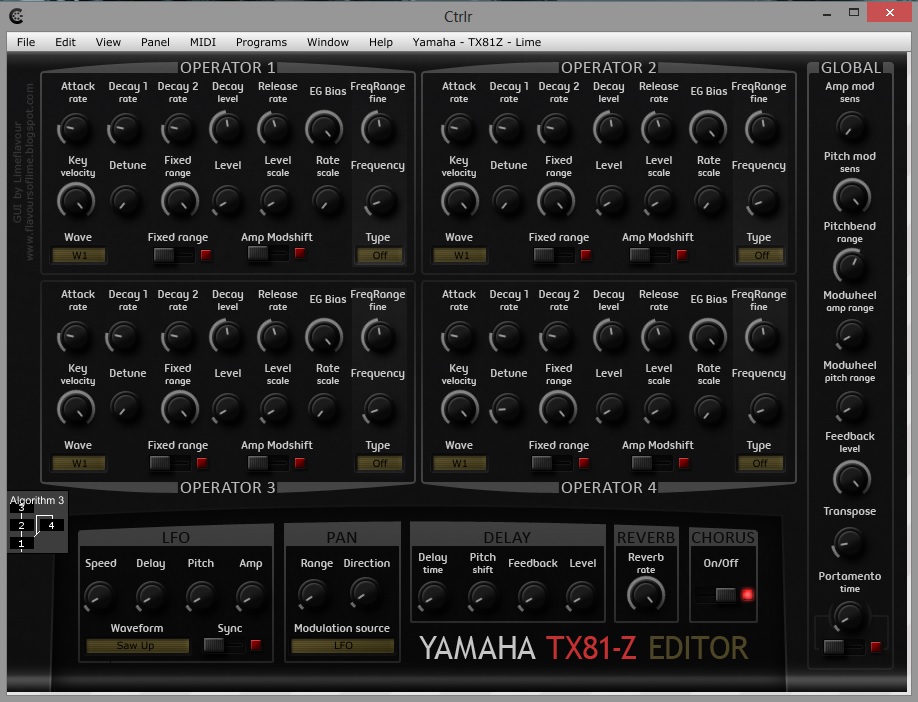 Ctrlr
File Edit View Panel MIDI Programs Window Help Yamaha - TX81Z - Lime
GUI by Limeflavour
www.flavoursoflime.blogspot.com
OPERATOR 1
Attack rate Decay 1 rate Decay 2 rate Decay level Release rate EG Bias FreqRange fine
Key velocity Detune Fixed range Level Level scale Rate scale Frequency
Wave Fixed range Amp Modshift Type
W1 Off
OPERATOR 2
Attack rate Decay 1 rate Decay 2 rate Decay level Release rate EG Bias FreqRange fine
Key velocity Detune Fixed range Level Level scale Rate scale Frequency
Wave Fixed range Amp Modshift Type
W1 Off
Attack rate Decay 1 rate Decay 2 rate Decay level Release rate EG Bias FreqRange fine
Key velocity Detune Fixed range Level Level scale Rate scale Frequency
Wave Fixed range Amp Modshift Type
W1 Off
OPERATOR 3
Attack rate Decay 1 rate Decay 2 rate Decay level Release rate EG Bias FreqRange fine
Key velocity Detune Fixed range Level Level scale Rate scale Frequency
Wave Fixed range Amp Modshift Type
W1 Off
OPERATOR 4
GLOBAL
Amp mod
sens
Pitch mod
sens
Pitchbend
range
Modwheel
amp range
Modwheel
pitch range
Feedback
level
Transpose
Portamento
time
Algorithm 3
3
2 4
1
LFO
Speed Delay Pitch Amp
Waveform Sync
Saw Up
PAN
Range Direction
Modulation source
LFO
DELAY
Delay time Pitch shift Feedback Level
REVERB
Reverb
rate
CHORUS
On/Off
YAMAHA TX81-Z EDITOR